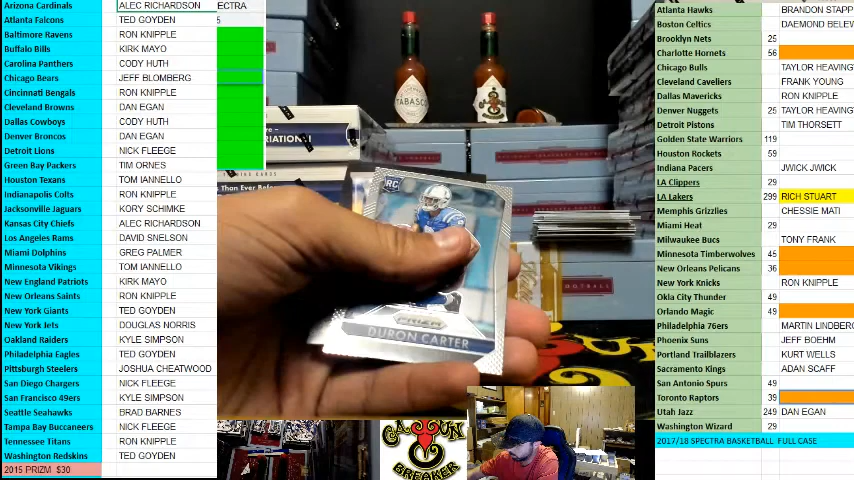 Arizona Cardinals ALEC RICHARDSON ECTRA
Atlanta Falcons TED GOYDEN
Baltimore Ravens RON KNIPPLE
Buffalo Bills KIRK MAYO
Carolina Panthers CODY HUTH
Chicago Bears JEFF BLOMBERG
Cincinnati Bengals RON KNIPPLE
Cleveland Browns DAN EGAN
Dallas Cowboys CODY HUTH
Denver Broncos DAN EGAN
Detroit Lions NICK FLEEGE
Green Bay Packers TIM ORNES
Houston Texans TOM IANNELLO
Indianapolis Colts RON KNIPPLE
Jacksonville Jaguars KORY SCHIMKE
Kansas City Chiefs ALEC RICHARDSON
Los Angeles Rams DAVID SNELSON
Miami Dolphins GREG PALMER
Minnesota Vikings TOM IANNELLO
New England Patriots KIRK MAYO
New Orleans Saints RON KNIPPLE
New York Giants TED GOYDEN
New York Jets DOUGLAS NORRIS
Oakland Raiders KYLE SIMPSON
Philadelphia Eagles TED GOYDEN
Pittsburgh Steelers JOSHUA CHEATWOOD
San Diego Chargers NICK FLEEGE
San Francisco 49ers KYLE SIMPSON
Seattle Seahawks BRAD BARNES
Tampa Bay Buccaneers NICK FLEEGE
Tennessee Titans RON KNIPPLE
Washington Redskins TED GOYDEN
2015 PRIZM $30
TABASCO
RIATION!
Than Ever Before
RC
PRIZM
DURON CARTER
OOTBALL
CAJUN
BREAKER
Atlanta Hawks BRANDON STAPP
Boston Celtics DAEMOND BELEW
Brooklyn Nets 25
Charlotte Hornets 56
Chicago Bulls TAYLOR HEAVING
Cleveland Caveliers FRANK YOUNG
Dallas Mavericks RON KNIPPLE
Denver Nuggets 25 TAYLOR HEAVING
Detroit Pistons TIM THORSETT
Golden State Warriors 119
Houston Rockets 59
Indiana Pacers JWICK JWICK
LA Clippers 29
LA Lakers 299 RICH STUART
Memphis Grizzlies CHESSIE MATI
Miami Heat 29
Milwaukee Bucs TONY FRANK
Minnesota Timberwolves 45
New Orleans Pelicans 36
New York Knicks RON KNIPPLE
Okla City Thunder 49
Orlando Magic 49
Philadelphia 76ers MARTIN LINDBERG
Phoenix Suns JEFF BOEHM
Portland Trailblazers KURT WELLS
Sacramento Kings ADAN SCAFF
San Antonio Spurs 49
Toronto Raptors 39
Utah Jazz 249 DAN EGAN
Washington Wizard 29
2017/18 SPECTRA BASKETBALL FULL CASE